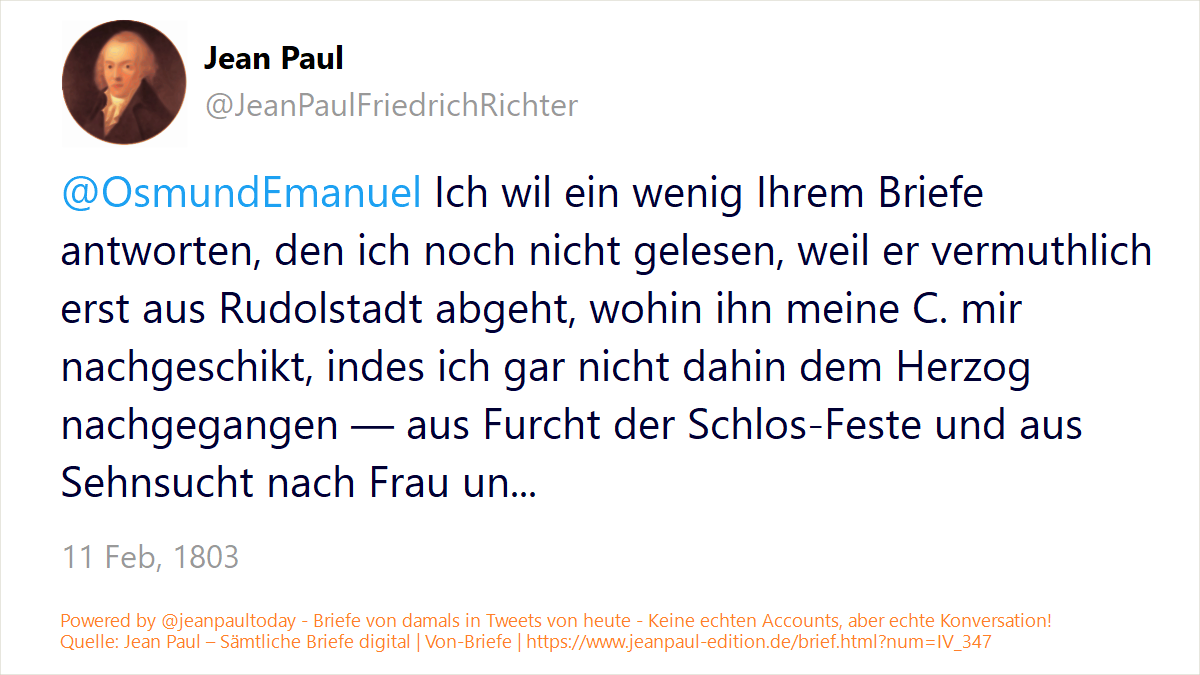 Jean Paul
@JeanPaulFriedrichRichter
@OsmundEmanuel Ich wil ein wenig Ihrem Briefe
antworten, den ich noch nicht gelesen, weil er vermuthlich
erst aus Rudolstadt abgeht, wohin ihn meine C. mir
nachgeschikt, indes ich gar nicht dahin dem Herzog
nachgegangen — aus Furcht der Schlos-Feste und aus
Sehnsucht nach Frau un...
11 Feb, 1803
Powered by @jeanpaultoday - Briefe von damals in Tweets von heute - Keine echten Accounts, aber echte Konversation!
Quelle: Jean Paul – Sämtliche Briefe digital | Von-Briefe | https://www.jeanpaul-edition.de/brief.html?num=IV_347